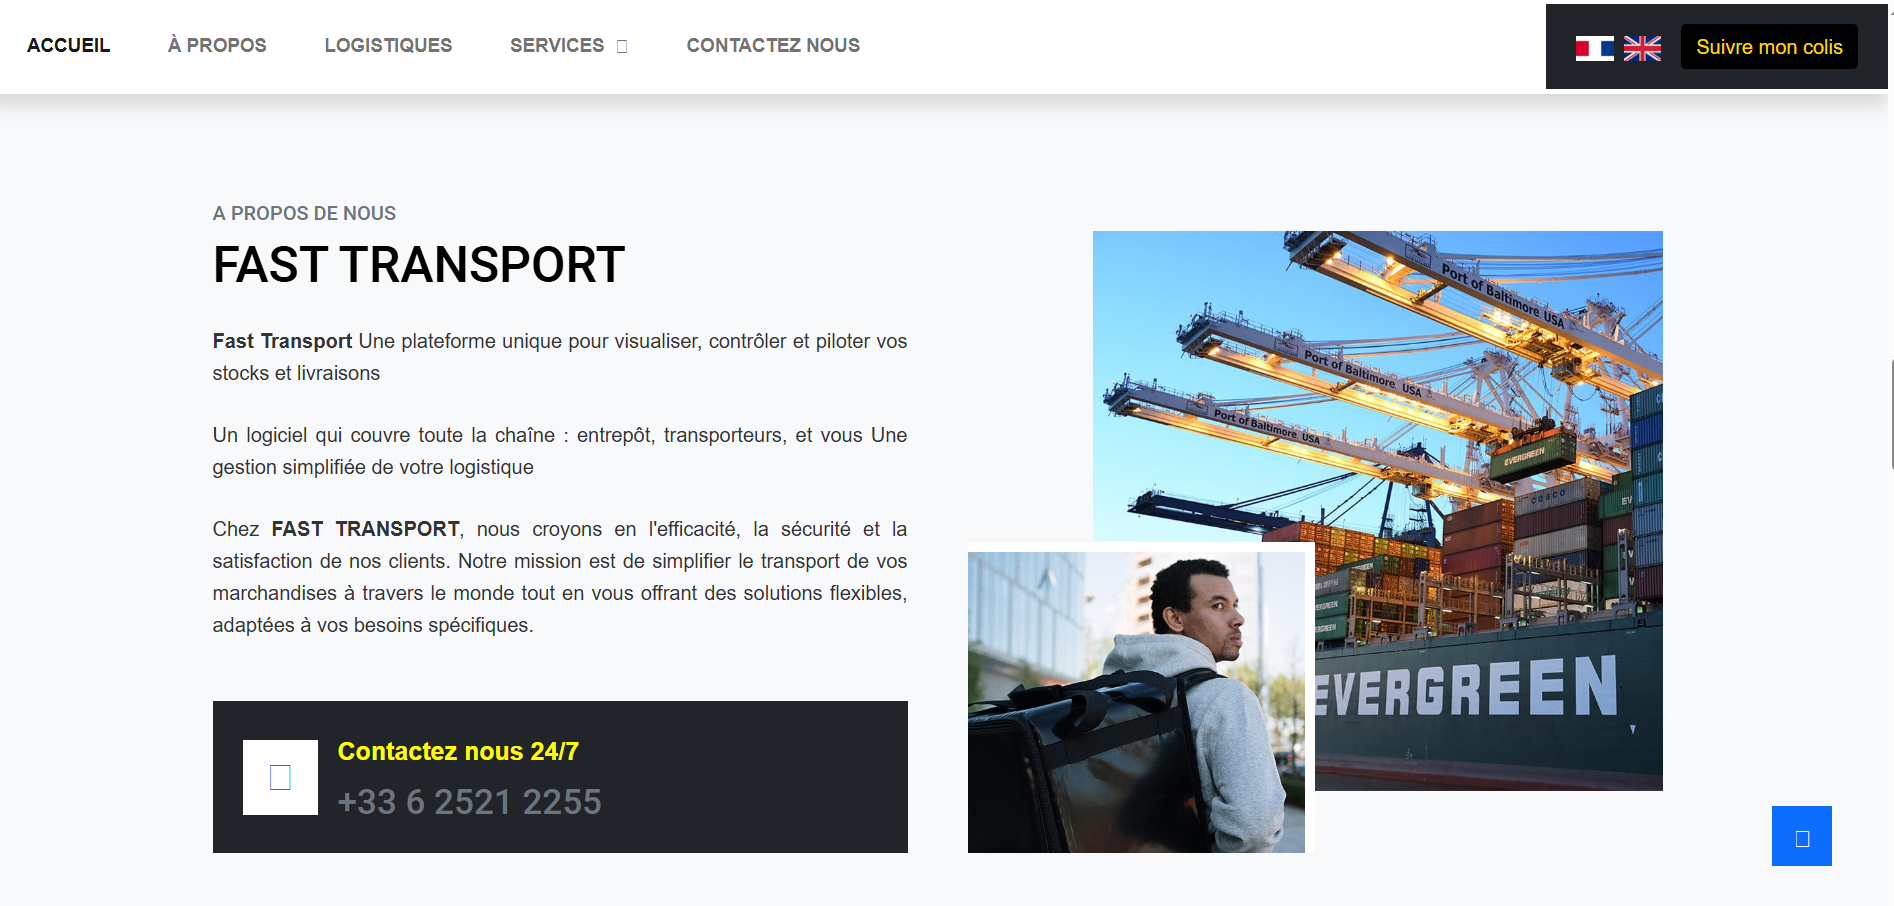 ACCUEIL
À PROPOS
LOGISTIQUES
SERVICES
CONTACTEZ NOUS
Suivre mon colis
A PROPOS DE NOUS
FAST TRANSPORT
Fast Transport Une plateforme unique pour visualiser, contrôler et piloter vos
stocks et livraisons
Un logiciel qui couvre toute la chaîne : entrepôt, transporteurs, et vous Une
gestion simplifiée de votre logistique
Chez FAST TRANSPORT, nous croyons en l'efficacité, la sécurité et la
satisfaction de nos clients. Notre mission est de simplifier le transport de vos
marchandises à travers le monde tout en vous offrant des solutions flexibles,
adaptées à vos besoins spécifiques.
Contactez nous 24/7
+33 6 2521 2255
Port of Baltimore, USA
Port of Baltimore, USA
Port of Baltimore, USA
EVERGREEN
COSCO
EVERGREEN
EVERGREEN
EVERGREEN